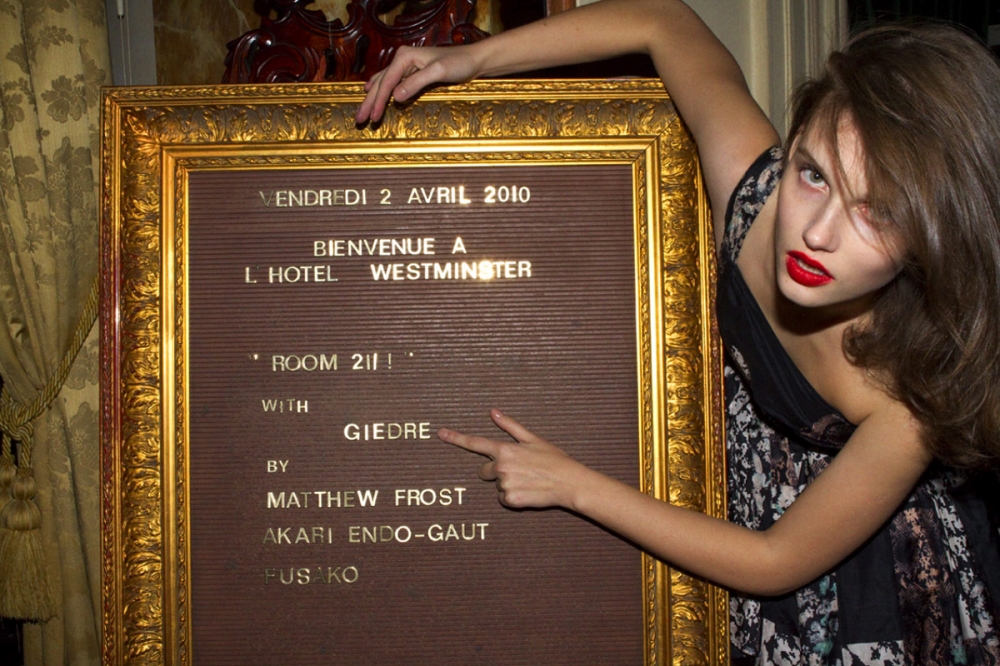 VENDREDI 2 AVRIL 2010
BIENVENUE A
L'HOTEL WESTMINSTER
" ROOM 211 ! "
WITH
GIEDRE
BY
MATTHEW FROST
AKARI ENDO-GAUT
FUSAKO